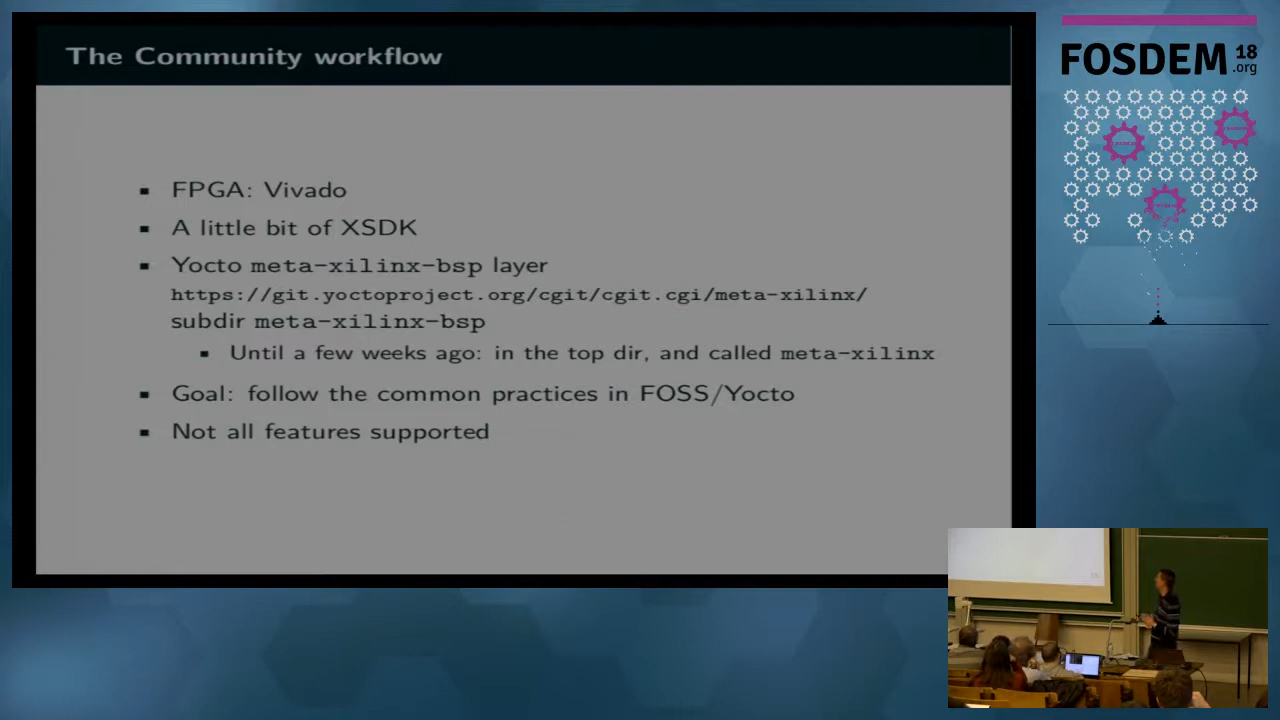 The Community workflow
FPGA: Vivado
A little bit of XSDK
Yocto meta-xilinx-bsp layer
https://git.yoctoproject.org/cgit/cgit.cgi/meta-xilinx/
subdir meta-xilinx-bsp
Until a few weeks ago: in the top dir, and called meta-xilinx
Goal: follow the common practices in FOSS/Yocto
Not all features supported
FOSDEM 18
.org